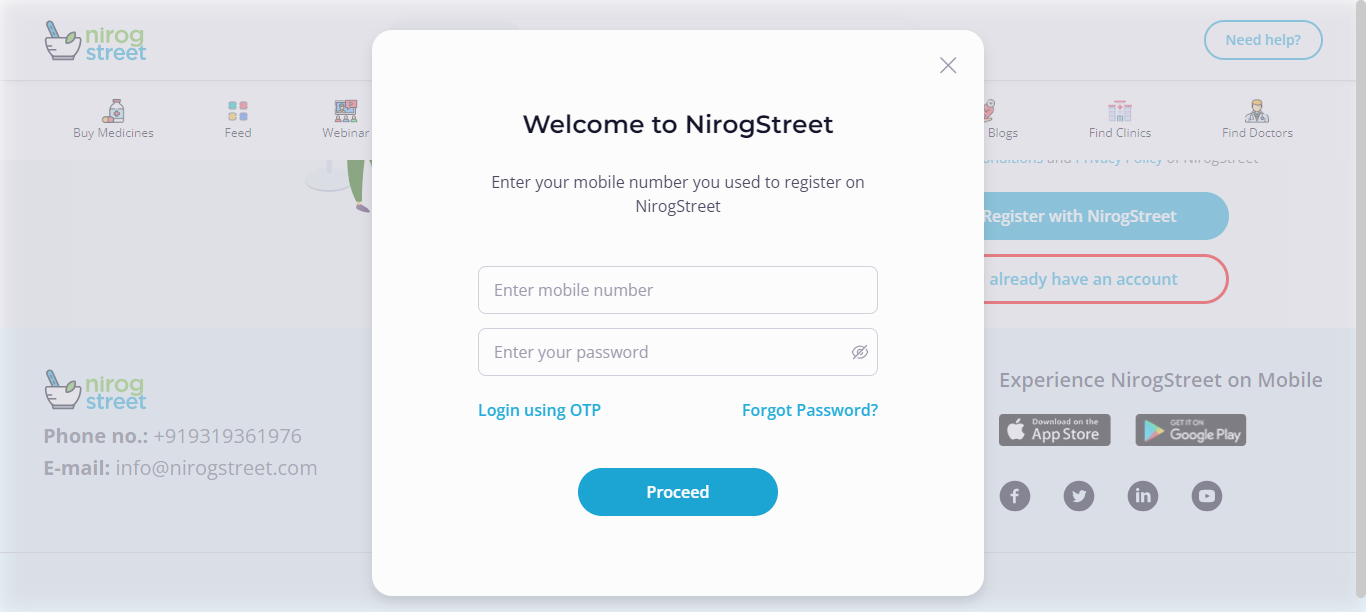 nirog
street
Need help?
Buy Medicines
Feed
Webinar
Blogs
Find Clinics
Find Doctors
Welcome to NirogStreet
Enter your mobile number you used to register on
NirogStreet
and Privacy Policy of NirogStreet
Register with NirogStreet
already have an account
Enter mobile number
Enter your password
Login using OTP
Forgot Password?
Proceed
nirog
street
Phone no.: +919319361976
E-mail: info@nirogstreet.com
Experience NirogStreet on Mobile
Download on the
App Store
GET IT ON
Google Play